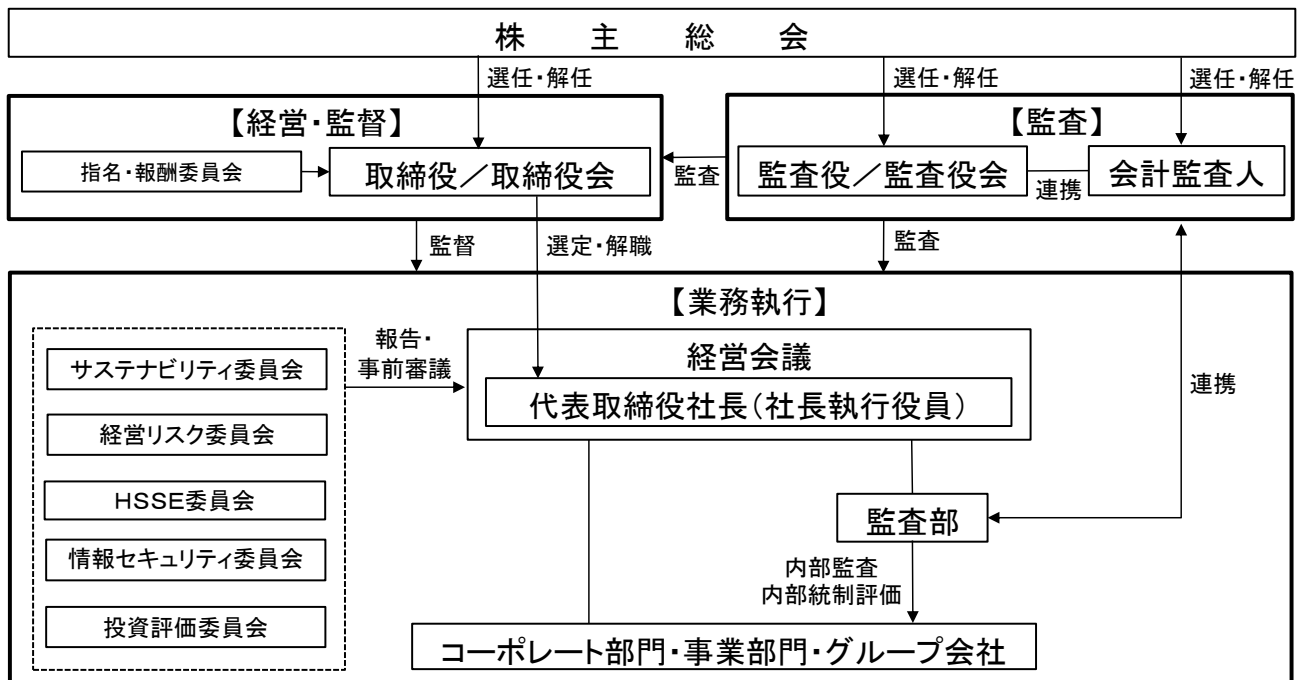 株主総会
選任・解任
選任・解任
選任・解任
【経営・監督】
【監査】
指名・報酬委員会
取締役／取締役会
監査
監査役／監査役会
連携
会計監査人
監督
選定・解職
監査
【業務執行】
報告・
事前審議
経営会議
代表取締役社長（社長執行役員）
連携
サステナビリティ委員会
経営リスク委員会
HSSE委員会
情報セキュリティ委員会
投資評価委員会
監査部
内部監査
内部統制評価
コーポレート部門・事業部門・グループ会社